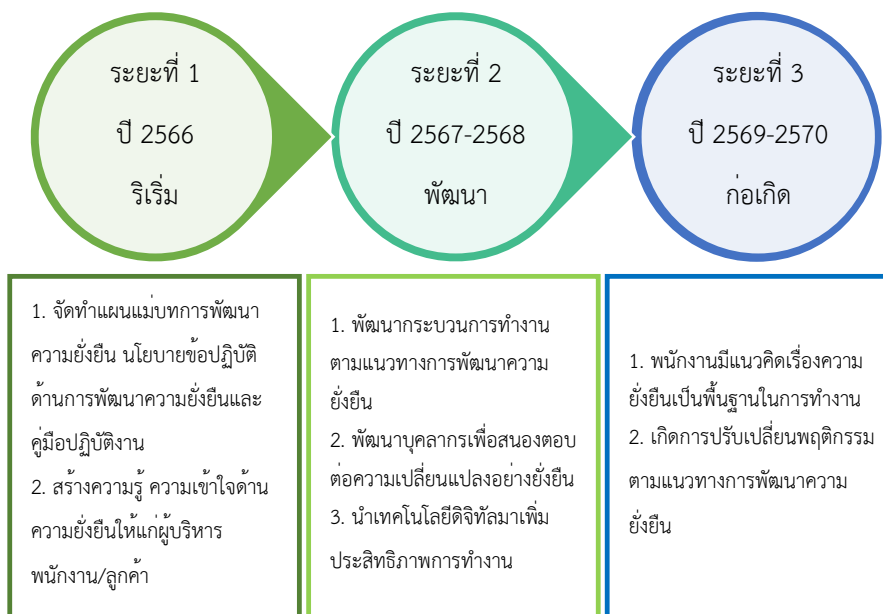 ระยะที่ 1
ปี 2566
ริเริ่ม
ระยะที่ 2
ปี 2567-2568
พัฒนา
ระยะที่ 3
ปี 2569-2570
ก่อเกิด
1. จัดทำแผนแม่บทการพัฒนา
ความยั่งยืน นโยบายข้อปฏิบัติ
ด้านการพัฒนาความยั่งยืนและ
คู่มือปฏิบัติงาน
2. สร้างความรู้ ความเข้าใจด้าน
ความยั่งยืนให้แก่ผู้บริหาร
พนักงาน/ลูกค้า
1. พัฒนากระบวนการทำงาน
ตามแนวทางการพัฒนาความ
ยั่งยืน
2. พัฒนาบุคลากรเพื่อสนองตอบ
ต่อความเปลี่ยนแปลงอย่างยั่งยืน
3. นำเทคโนโลยีดิจิทัลมาเพิ่ม
ประสิทธิภาพการทำงาน
1. พนักงานมีแนวคิดเรื่องความ
ยั่งยืนเป็นพื้นฐานในการทำงาน
2. เกิดการปรับเปลี่ยนพฤติกรรม
ตามแนวทางการพัฒนาความ
ยั่งยืน